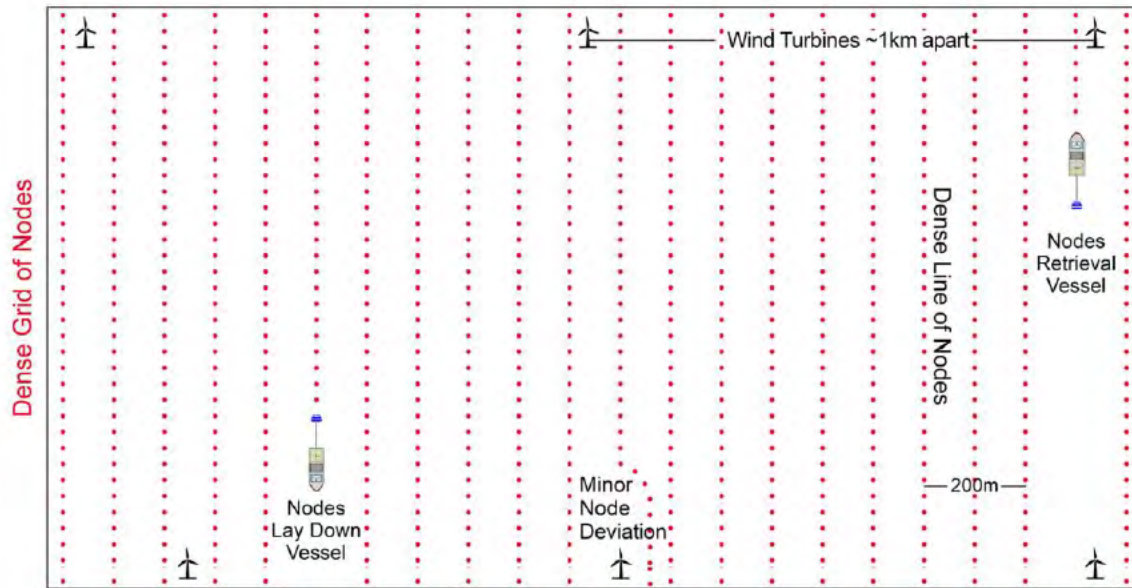 Wind Turbines ~1km apart
Dense Grid of Nodes
Dense Line of Nodes
Nodes
Retrieval
Vessel
Minor
Node
Deviation
200m
Nodes
Lay Down
Vessel